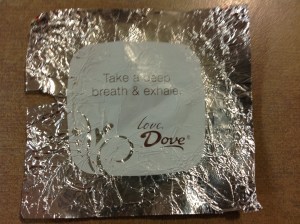 Take a deep
breath & exhale.
love,
Dove®